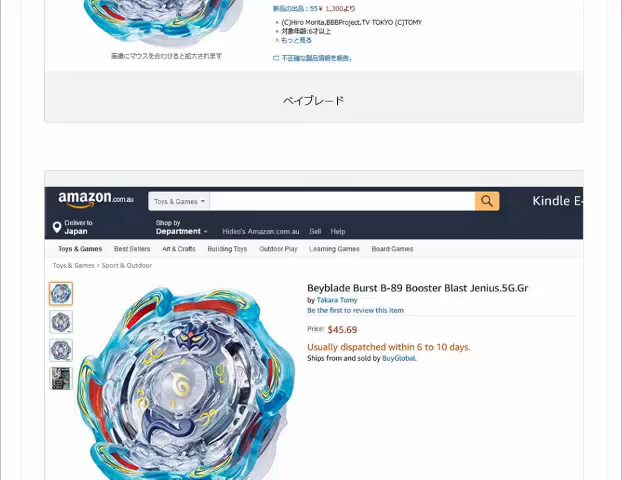 新品の出品:55¥ 1,300より
(C)Hiro Morita,BBBProject,TV TOKYO (C)TOMY
対象年齢:6才以上
もっと見る
画像にマウスを合わせると拡大されます
不正確な製品情報を報告。
ベイブレード
amazon.com.au
Toys & Games
Kindle E-
Deliver to
Japan
Shop by
Department
Hideo's Amazon.com.au Sell Help
Toys & Games Best Sellers Art & Crafts Building Toys Outdoor Play Learning Games Board Games
Toys & Games › Sport & Outdoor
Beyblade Burst B-89 Booster Blast Jenius.5G.Gr
by Takara Tomy
Be the first to review this item
Price: $45.69
Usually dispatched within 6 to 10 days.
Ships from and sold by BuyGlobal.